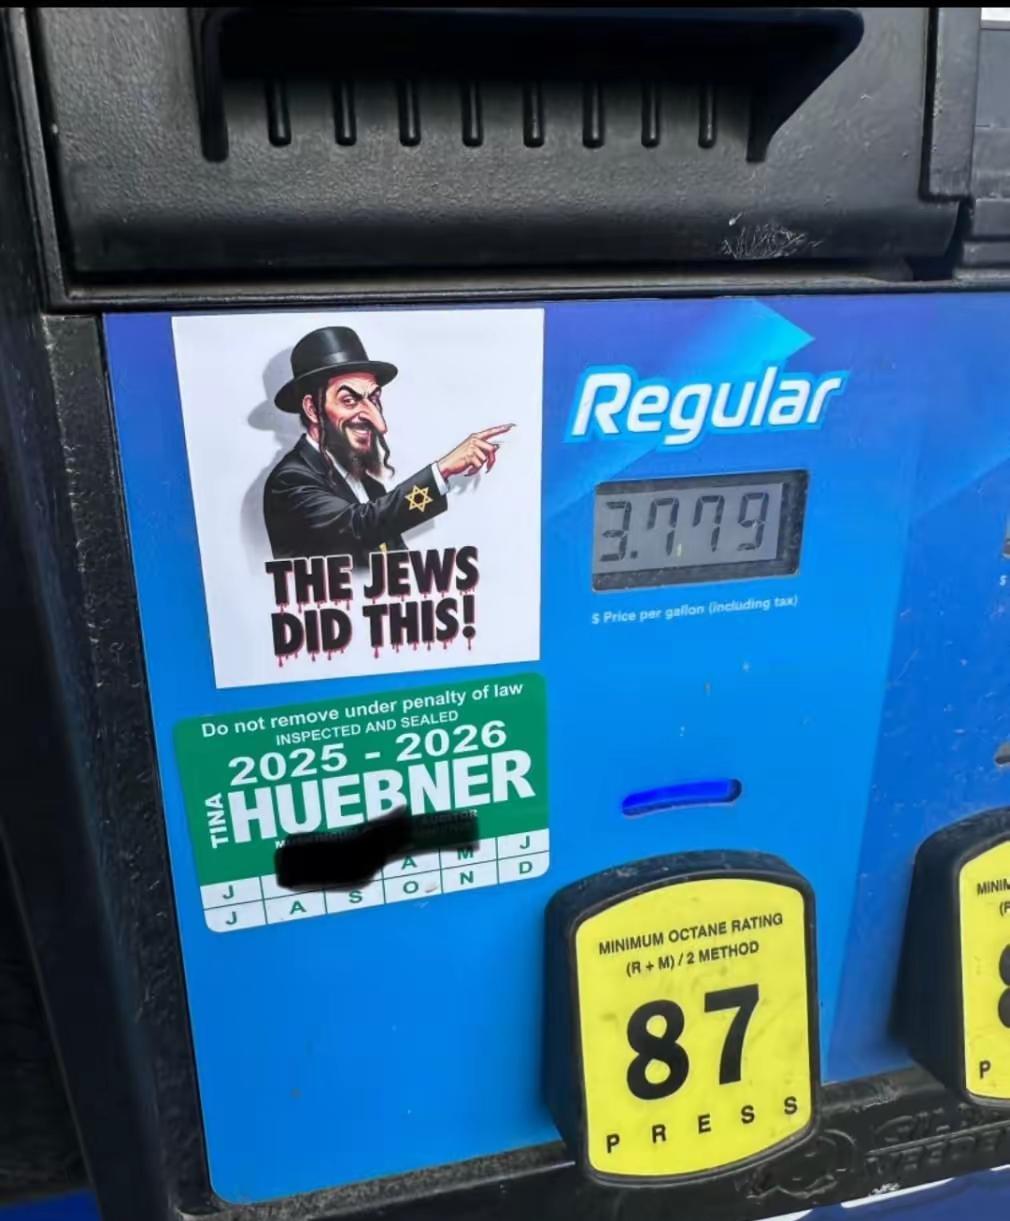 THE JEWS
DID THIS!
Regular
3.779
$ Price per gallon (including tax)
Do not remove under penalty of law
INSPECTED AND SEALED
2025 - 2026
TINA
HUEBNER
J A M J
J A S O N D
MINIMUM OCTANE RATING
(R + M) / 2 METHOD
87
PRESS